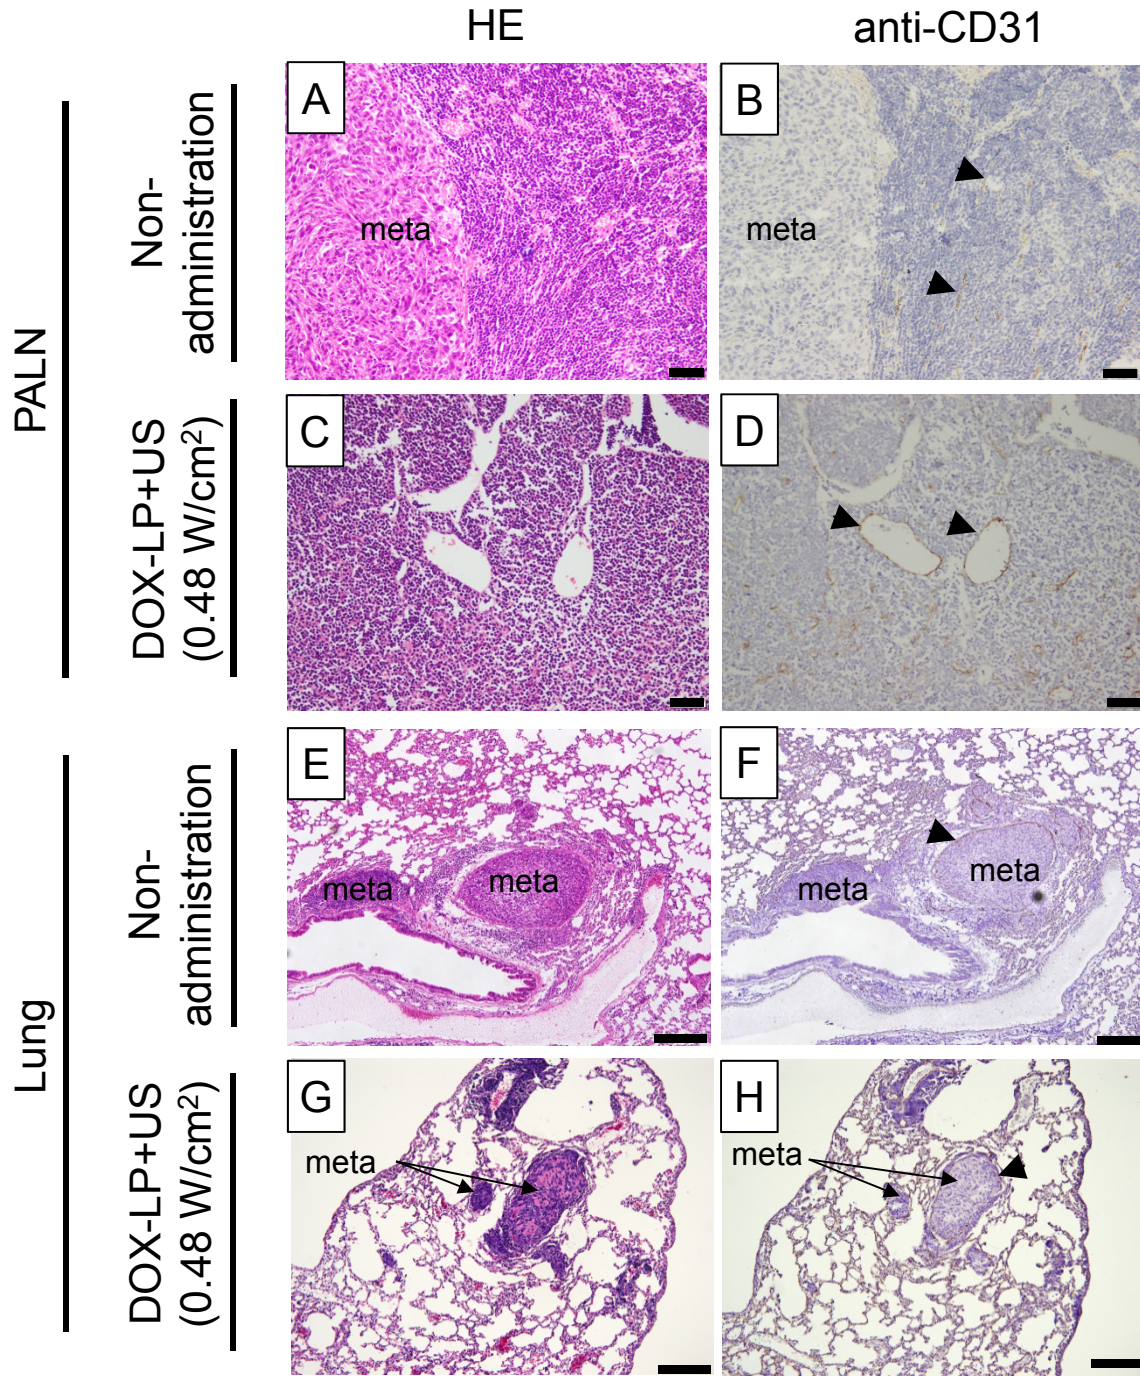 HE
anti-CD31
PALN
Non-
administration
A
meta
B
meta
DOX-LP+US
(0.48 W/cm²)
C
D
Lung
Non-
administration
E
meta
meta
F
meta
meta
DOX-LP+US
(0.48 W/cm²)
G
meta
H
meta